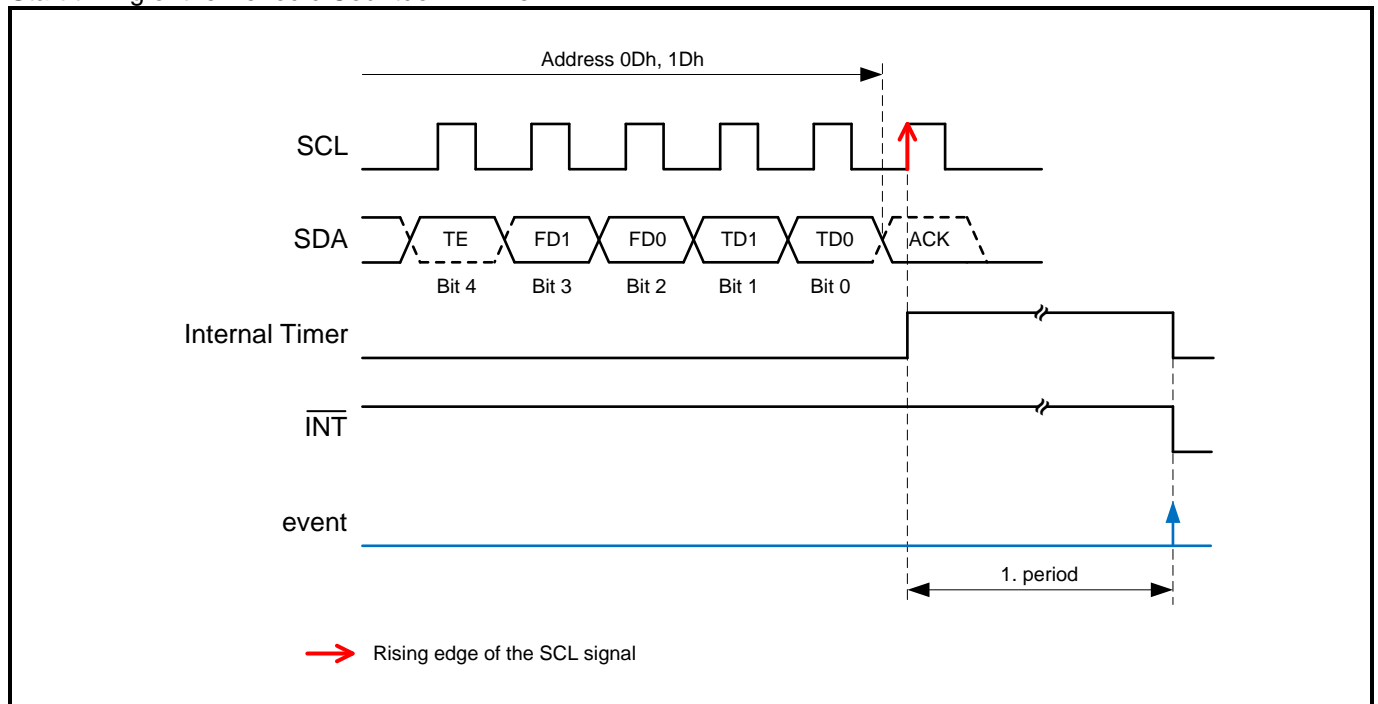 Address 0Dh, 1Dh
SCL
SDA TE FD1 FD0 TD1 TD0 ACK
Bit 4 Bit 3 Bit 2 Bit 1 Bit 0
Internal Timer
INT
event
1. period
Rising edge of the SCL signal